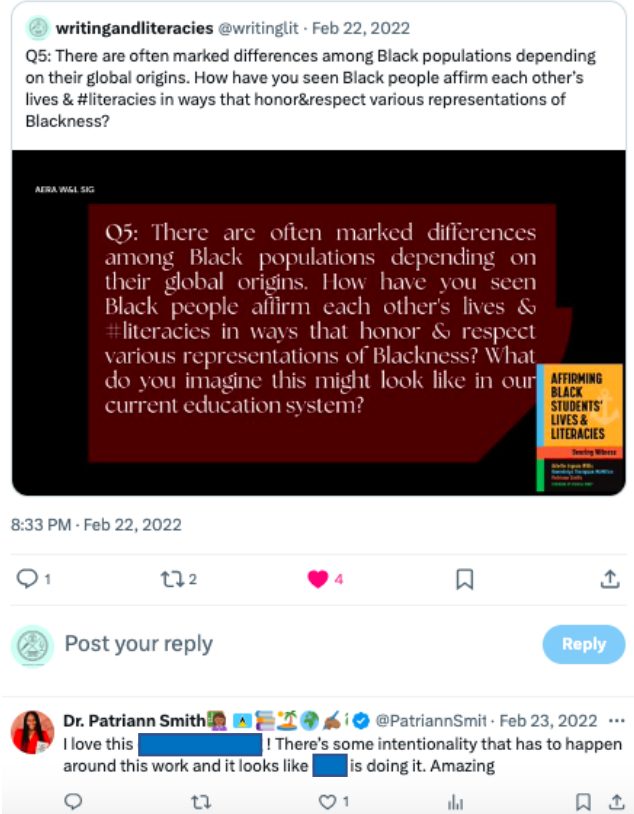 writingandliteracies @writinglit · Feb 22, 2022
Q5: There are often marked differences among Black populations depending
on their global origins. How have you seen Black people affirm each other's
lives & #literacies in ways that honor&respect various representations of
Blackness?
AERA W&L SIG
Q5: There are often marked differences
among Black populations depending on
their global origins. How have you seen
Black people affirm each other's lives &
#literacies in ways that honor & respect
various representations of Blackness? What
do you imagine this might look like in our
current education system?
AFFIRMING
BLACK
STUDENTS'
LIVES &
LITERACIES
Bearing Witness
8:33 PM · Feb 22, 2022
1
2
4
Post your reply
Reply
Dr. Patriann Smith @PatriannSmit · Feb 23, 2022
I love this ! There's some intentionality that has to happen
around this work and it looks like is doing it. Amazing
1